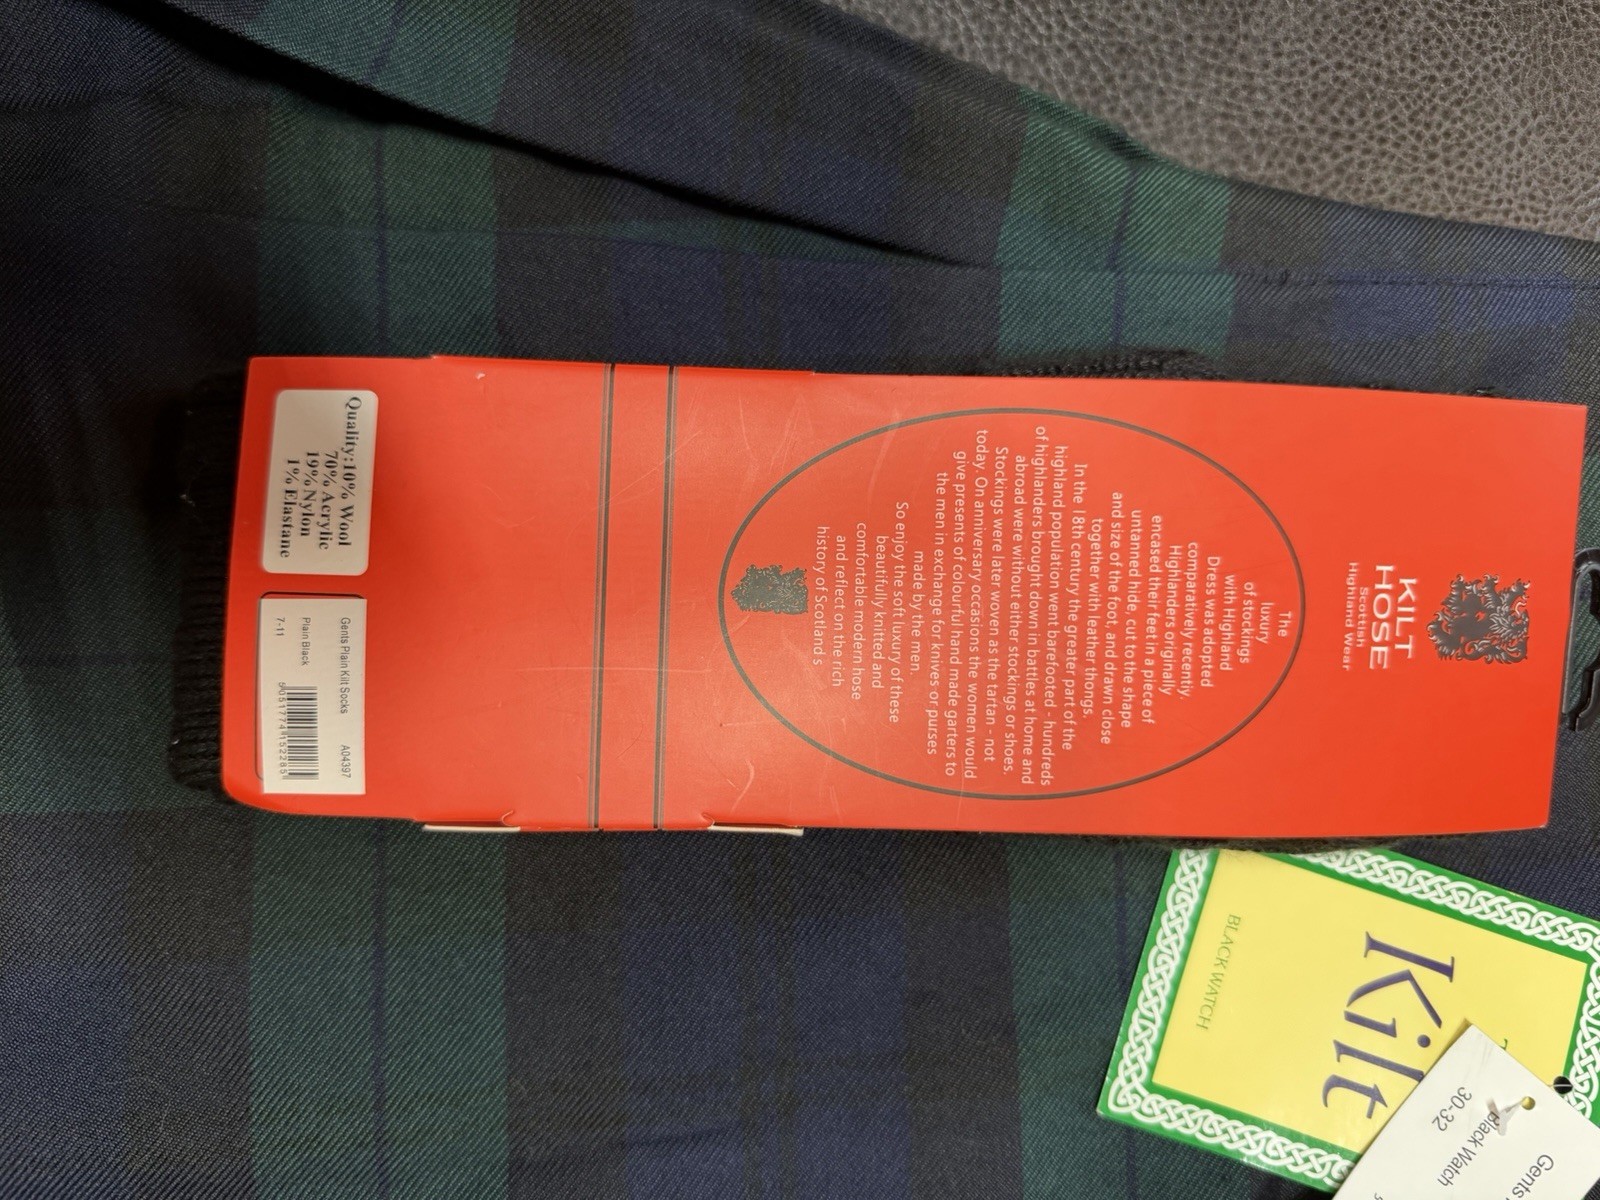 KILT
HOSE
Scottish
Highland Wear
The
luxury
of stockings
with Highland
Dress was adopted
comparatively recently.
Highlanders originally
encased their feet in a piece of
untanned hide, cut to the shape
and size of the foot, and drawn close
together with leather thongs.
In the 18th century the greater part of the
highland population went barefooted - hundreds
of highlanders brought down in battles at home and
abroad were without either stockings or shoes.
Stockings were later woven as the tartan - not
today. On anniversary occasions the women would
give presents of colourful hand made garters to
the men in exchange for knives or purses
made by the men.
So enjoy the soft luxury of these
beautifully knitted and
comfortable modern hose
and reflect on the rich
history of Scotland's
Quality:10% Wool
70% Acrylic
19% Nylon
1% Elastane
Gents Plain Kilt Socks A04397
Plain Black
7-11
5051774152285
Kilt
BLACK WATCH
Gents
Black Watch
30-32